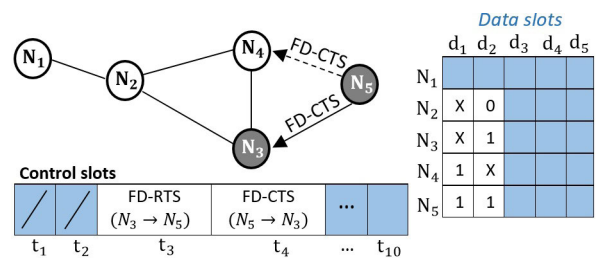 Data slots
d₁ d₂ d₃ d₄ d₅
N₁
N₂ X 0
N₃ X 1
N₄ 1 X
N₅ 1 1
N₁
N₂
N₄
N₅
N₃
FD-CTS
FD-CTS
Control slots
FD-RTS
(N₃ → N₅)
FD-CTS
(N₅ → N₃)
...
t₁ t₂ t₃ t₄ ... t₁₀